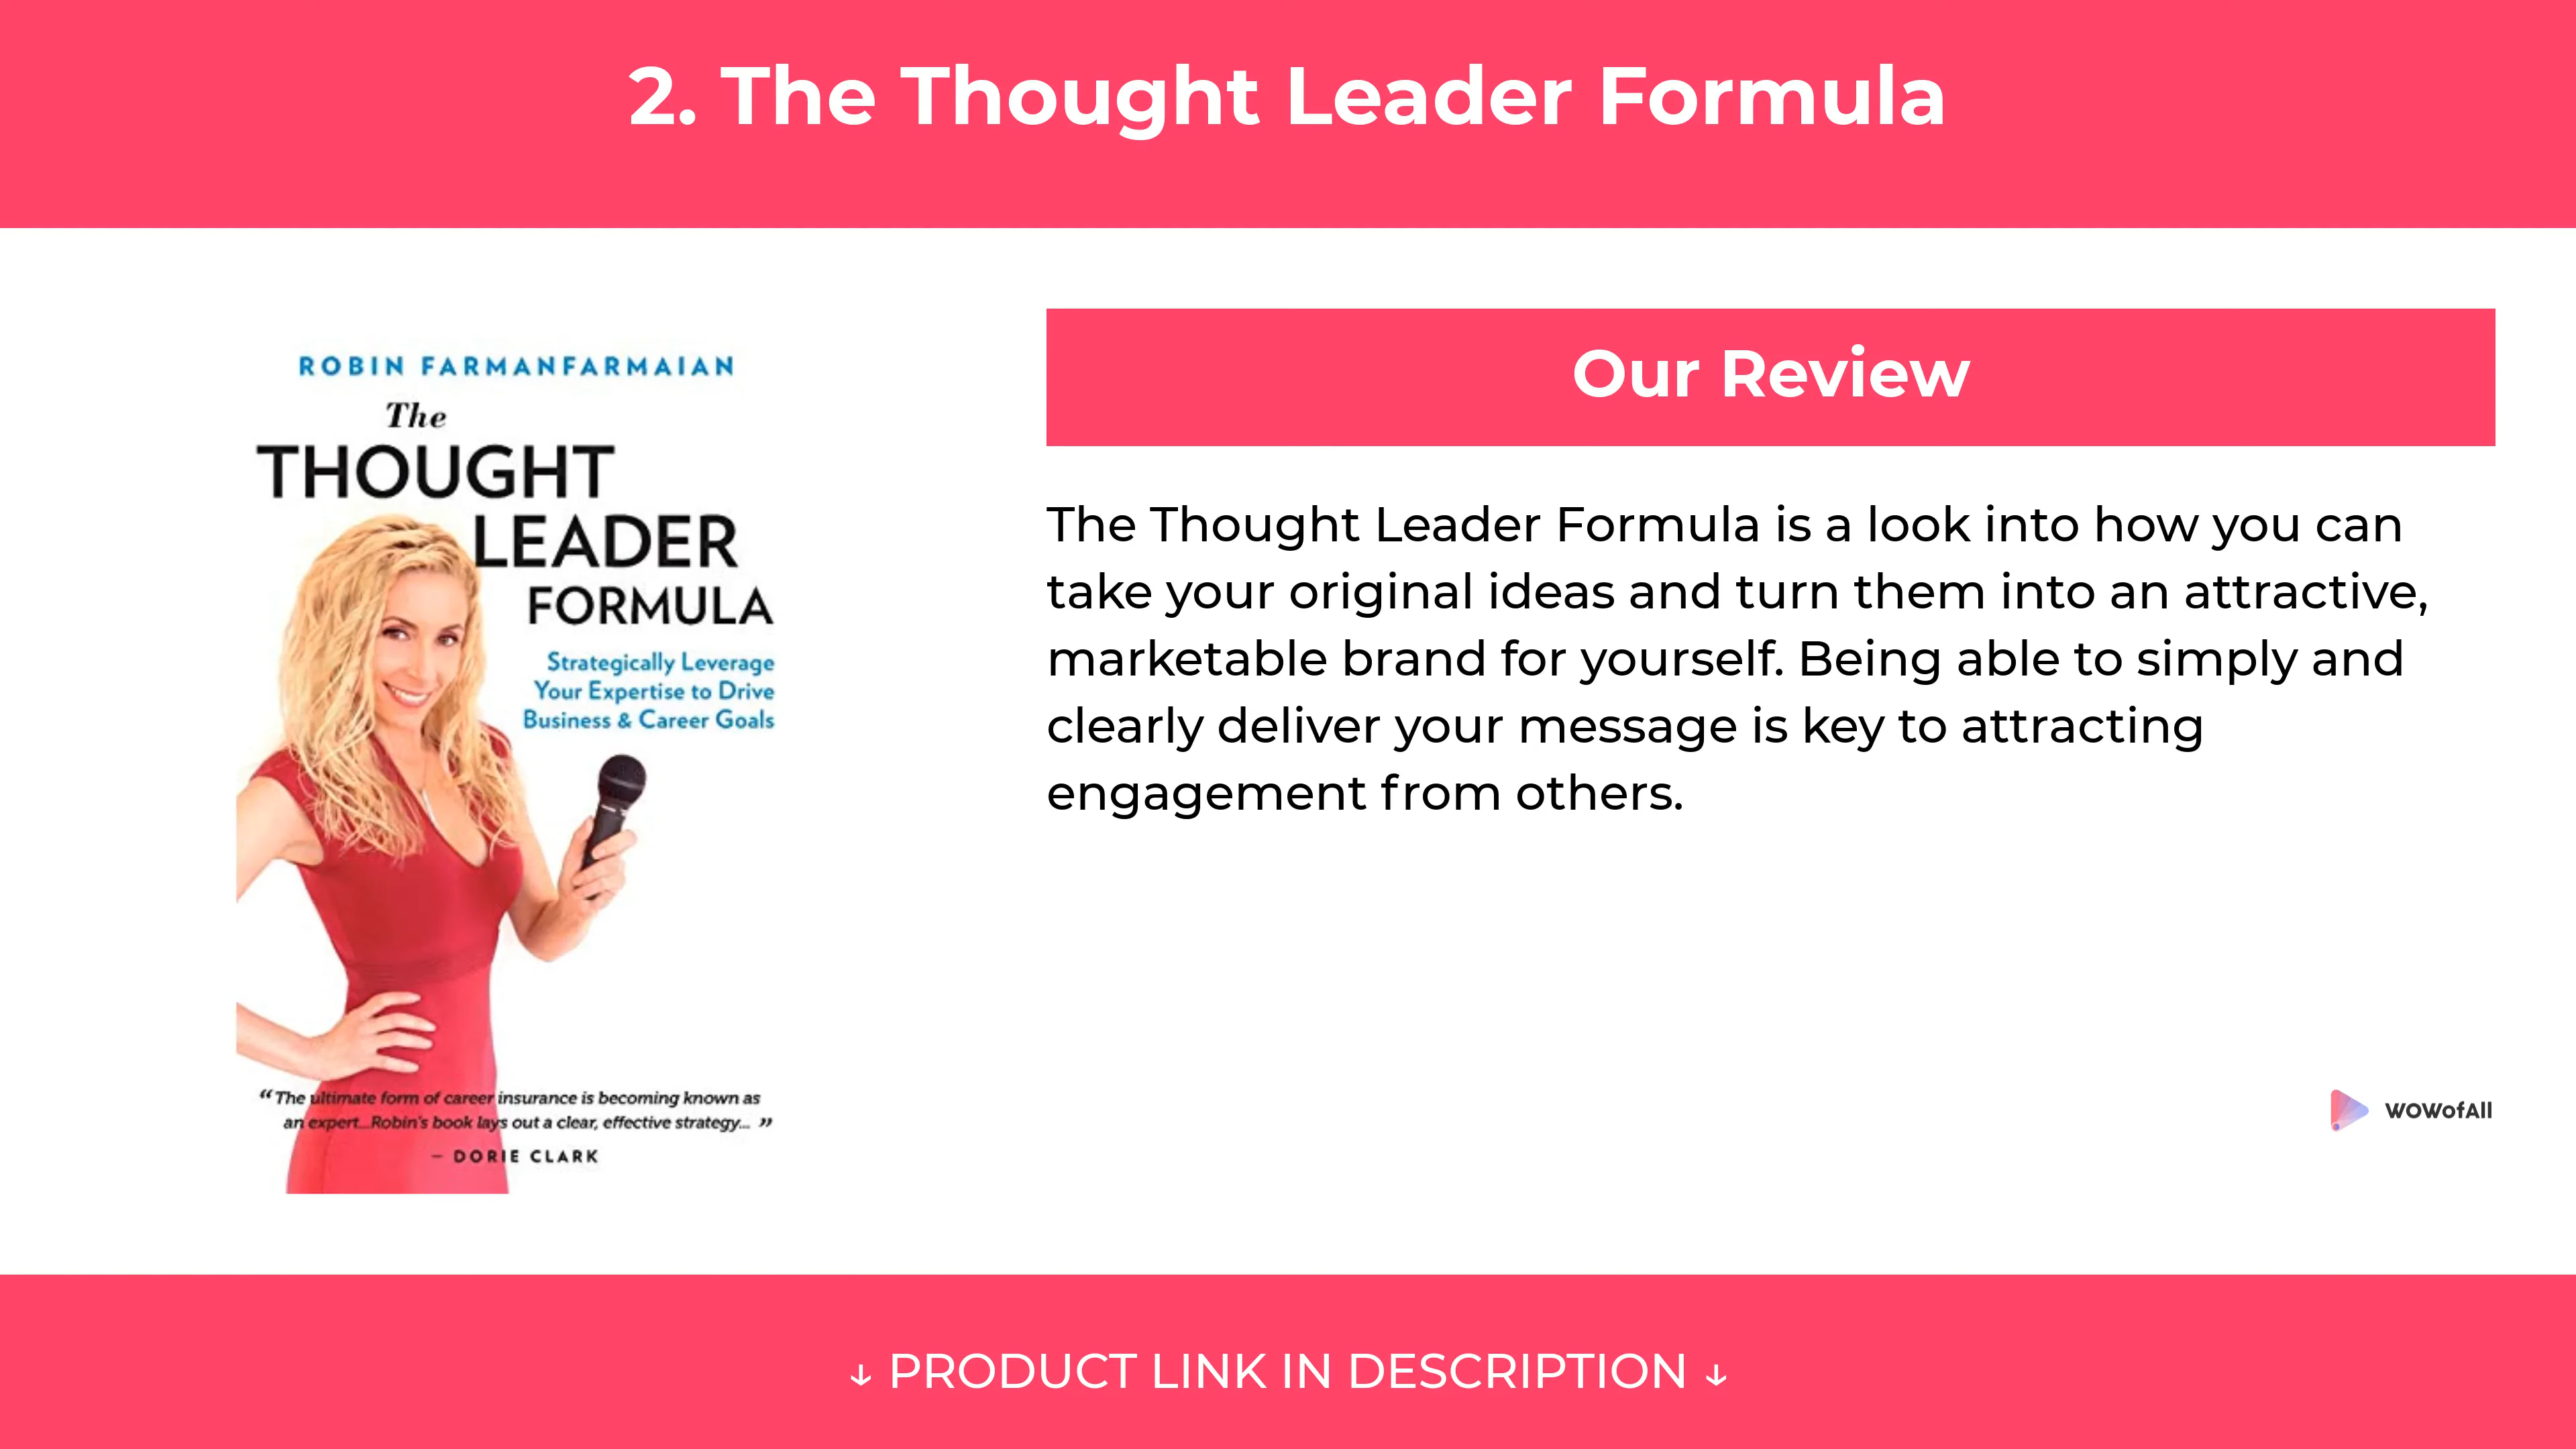 2. The Thought Leader Formula
ROBIN FARMANFARMAIAN
The
THOUGHT
LEADER
FORMULA
Strategically Leverage
Your Expertise to Drive
Business & Career Goals
“The ultimate form of career insurance is becoming known as
an expert...Robin's book lays out a clear, effective strategy... ”
– DORIE CLARK
Our Review
The Thought Leader Formula is a look into how you can
take your original ideas and turn them into an attractive,
marketable brand for yourself. Being able to simply and
clearly deliver your message is key to attracting
engagement from others.
WOWofAll
↓ PRODUCT LINK IN DESCRIPTION ↓